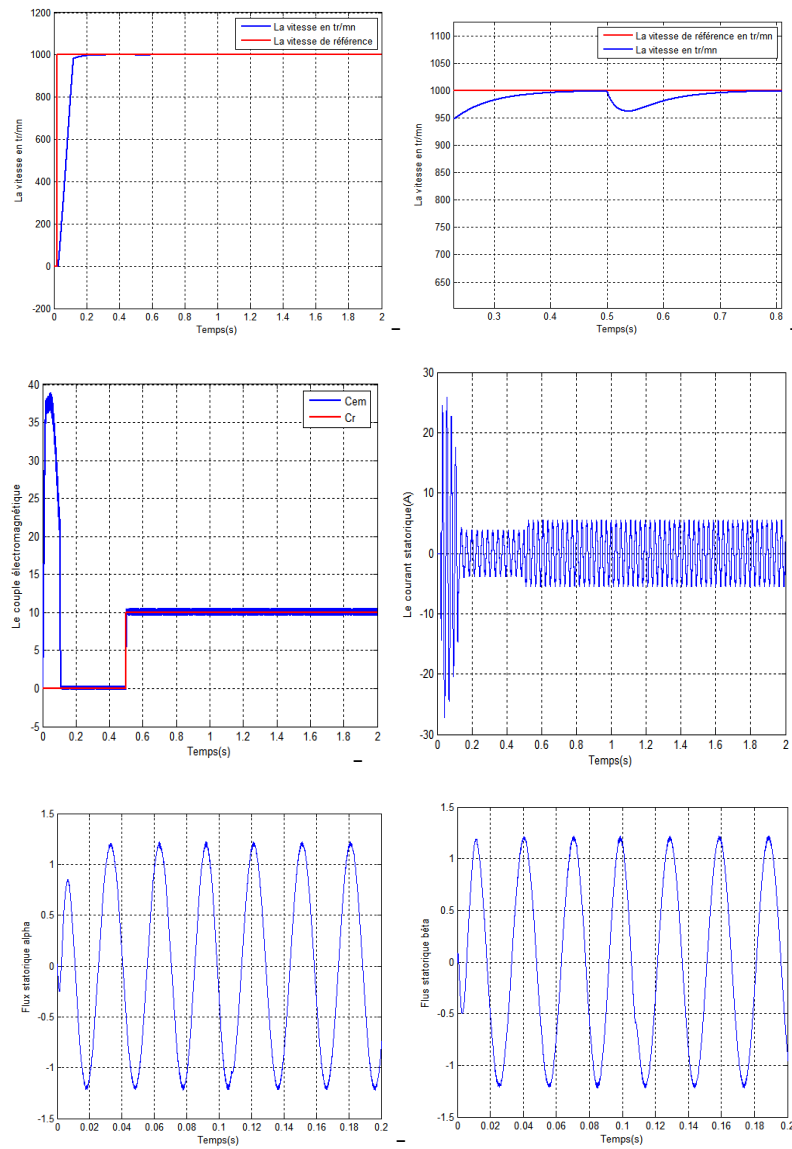 La vitesse en tr/mn
La vitesse de référence
1200
1000
800
600
400
200
0
-200
La vitesse en tr/mn
0 0.2 0.4 0.6 0.8 1 1.2 1.4 1.6 1.8 2
Temps(s)
La vitesse de référence en tr/mn
La vitesse en tr/mn
1100
1050
1000
950
900
850
800
750
700
650
La vitesse en tr/mn
0.3 0.4 0.5 0.6 0.7 0.8
Temps(s)
Cem
Cr
40
35
30
25
20
15
10
5
0
-5
Le couple électromagnétique
0 0.2 0.4 0.6 0.8 1 1.2 1.4 1.6 1.8 2
Temps(s)
30
20
10
0
-10
-20
-30
Le courant statorique(A)
0 0.2 0.4 0.6 0.8 1 1.2 1.4 1.6 1.8 2
Temps(s)
1.5
1
0.5
0
-0.5
-1
-1.5
Flux statorique alpha
0 0.02 0.04 0.06 0.08 0.1 0.12 0.14 0.16 0.18 0.2
Temps(s)
1.5
1
0.5
0
-0.5
-1
-1.5
Flus statorique bêta
0 0.02 0.04 0.06 0.08 0.1 0.12 0.14 0.16 0.18 0.2
Temps(s)